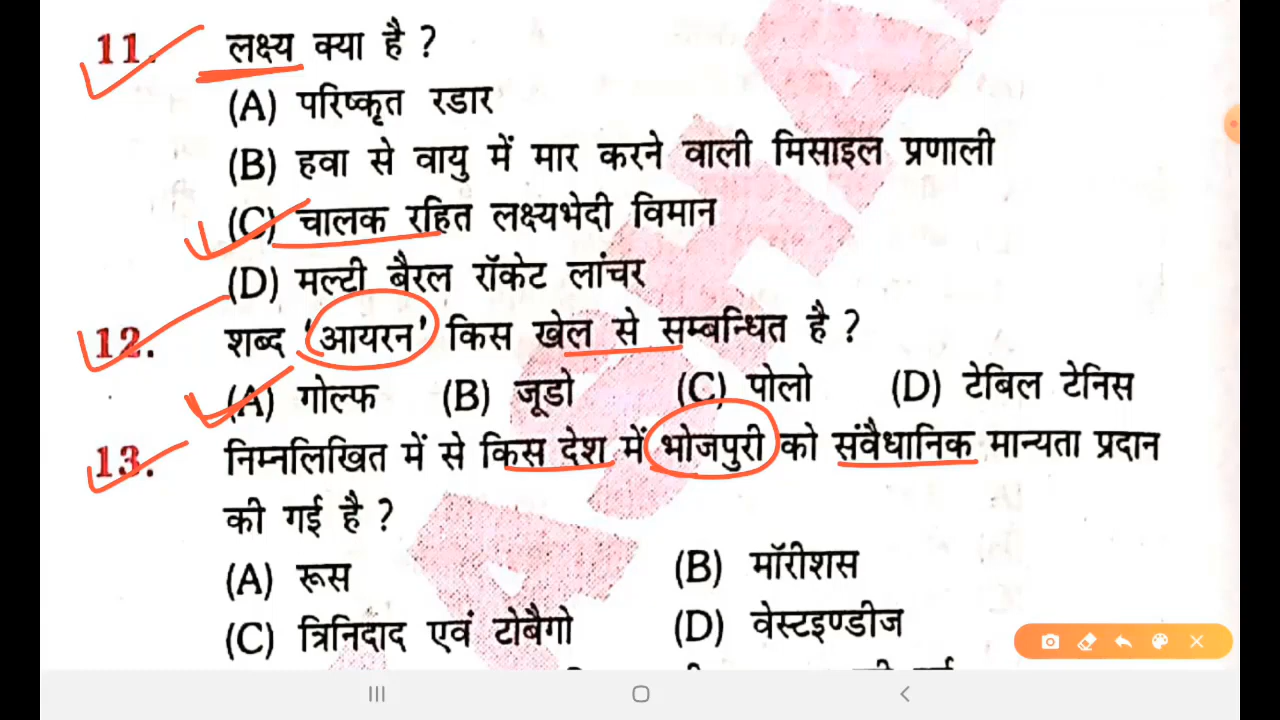 11. लक्ष्य क्या है ?
(A) परिष्कृत रडार
(B) हवा से वायु में मार करने वाली मिसाइल प्रणाली
(C) चालक रहित लक्ष्यभेदी विमान
(D) मल्टी बैरल रॉकेट लांचर
12. शब्द 'आयरन' किस खेल से सम्बन्धित है ?
(A) गोल्फ (B) जूडो (C) पोलो (D) टेबिल टेनिस
13. निम्नलिखित में से किस देश में भोजपुरी को संवैधानिक मान्यता प्रदान
की गई है ?
(A) रूस (B) मॉरीशस
(C) त्रिनिदाद एवं टोबैगो (D) वेस्टइण्डीज